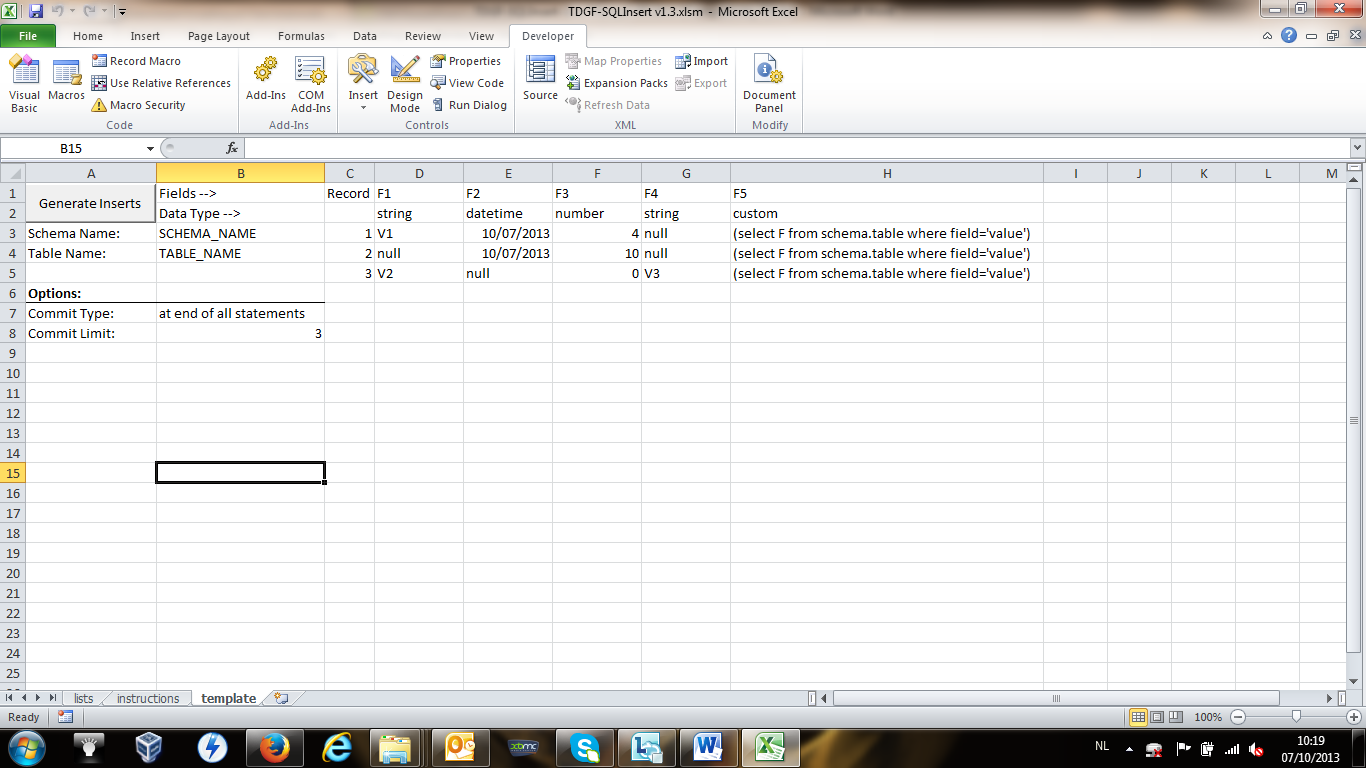 TDGF-SQLInsert v1.3.xlsm - Microsoft Excel
File Home Insert Page Layout Formulas Data Review View Developer
Visual Basic
Macros
Record Macro
Use Relative References
Macro Security
Code
Add-Ins
COM Add-Ins
Add-Ins
Insert
Design Mode
Properties
View Code
Run Dialog
Controls
Source
Map Properties
Expansion Packs
Refresh Data
Import
Export
XML
Document Panel
Modify
B15 fx
A B C D E F G H I J K L M
1 Generate Inserts Fields --> Record F1 F2 F3 F4 F5
2 Data Type --> string datetime number string custom
3 Schema Name: SCHEMA_NAME 1 V1 10/07/2013 4 null (select F from schema.table where field='value')
4 Table Name: TABLE_NAME 2 null 10/07/2013 10 null (select F from schema.table where field='value')
5 3 V2 null 0 V3 (select F from schema.table where field='value')
6 Options:
7 Commit Type: at end of all statements
8 Commit Limit: 3
9
10
11
12
13
14
15
16
17
18
19
20
21
22
23
24
25
lists instructions template
Ready 100%
xbmc NL 10:19
07/10/2013